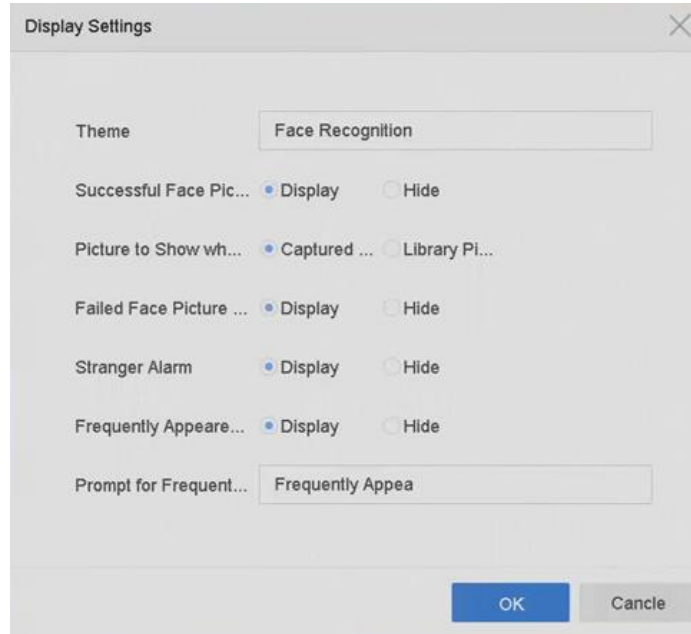 Display Settings
Theme Face Recognition
Successful Face Pic... Display Hide
Picture to Show wh... Captured ... Library Pi...
Failed Face Picture ... Display Hide
Stranger Alarm Display Hide
Frequently Appeare... Display Hide
Prompt for Frequent... Frequently Appea
OK Cancle